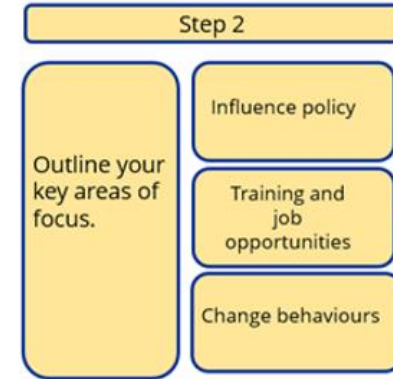 Step 2
Outline your
key areas of
focus.
Influence policy
Training and
job
opportunities
Change behaviours